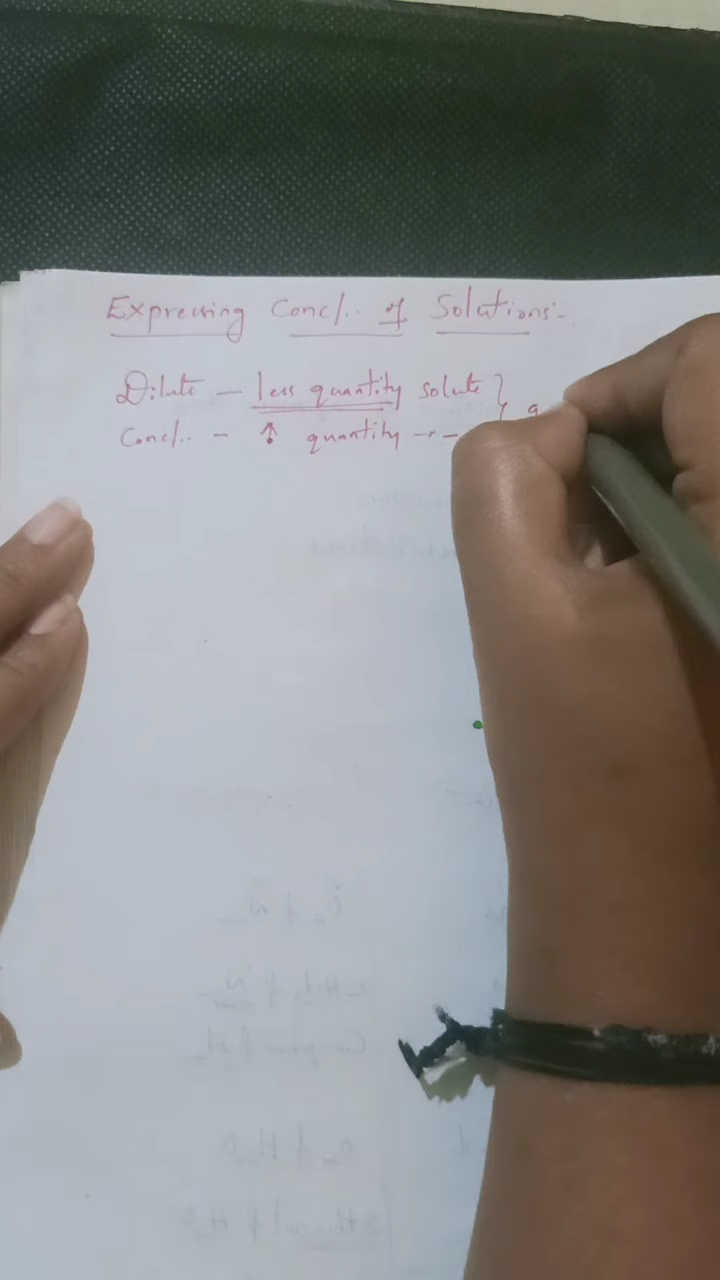 Expressing Concl.. of Solutions:-
Dilute - less quantity solute }
Concl.. - ↑ quantity -〃-